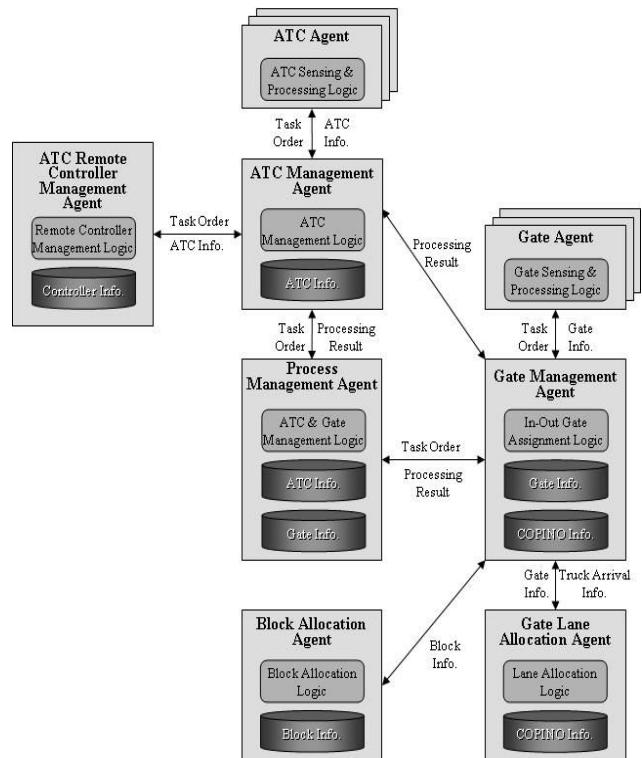 ATC Agent
ATC Sensing &
Processing Logic
Task
Order
ATC
Info.
ATC Remote
Controller
Management
Agent
Remote Controller
Management Logic
Controller Info.
Task Order
ATC Info.
ATC Management
Agent
ATC
Management Logic
ATC Info.
Processing
Result
Gate Agent
Gate Sensing &
Processing Logic
Task
Order
Gate
Info.
Task
Order
Processing
Result
Process
Management Agent
ATC & Gate
Management Logic
ATC Info.
Gate Info.
Task Order
Processing
Result
Gate Management
Agent
In-Out Gate
Assignment Logic
Gate Info.
COPINO Info.
Gate
Info.
Truck Arrival
Info.
Block Allocation
Agent
Block Allocation
Logic
Block Info.
Block
Info.
Gate Lane
Allocation Agent
Lane Allocation
Logic
COPINO Info.